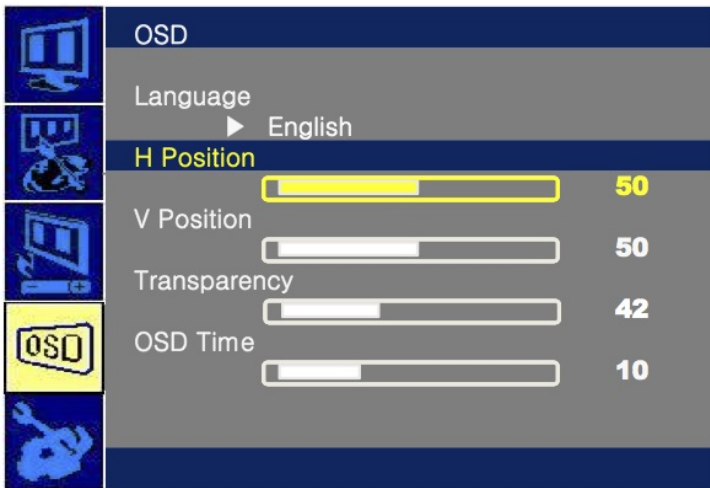 OSD
Language
▶ English
H Position
50
V Position
50
Transparency
42
OSD
OSD Time
10